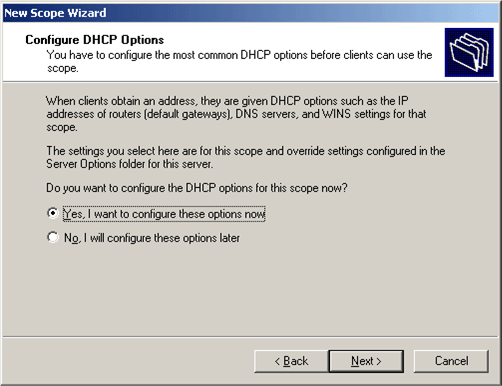 New Scope Wizard
Configure DHCP Options
You have to configure the most common DHCP options before clients can use the
scope.
When clients obtain an address, they are given DHCP options such as the IP
addresses of routers (default gateways), DNS servers, and WINS settings for that
scope.
The settings you select here are for this scope and override settings configured in the
Server Options folder for this server.
Do you want to configure the DHCP options for this scope now?
Yes, I want to configure these options now
No, I will configure these options later
< Back
Next >
Cancel